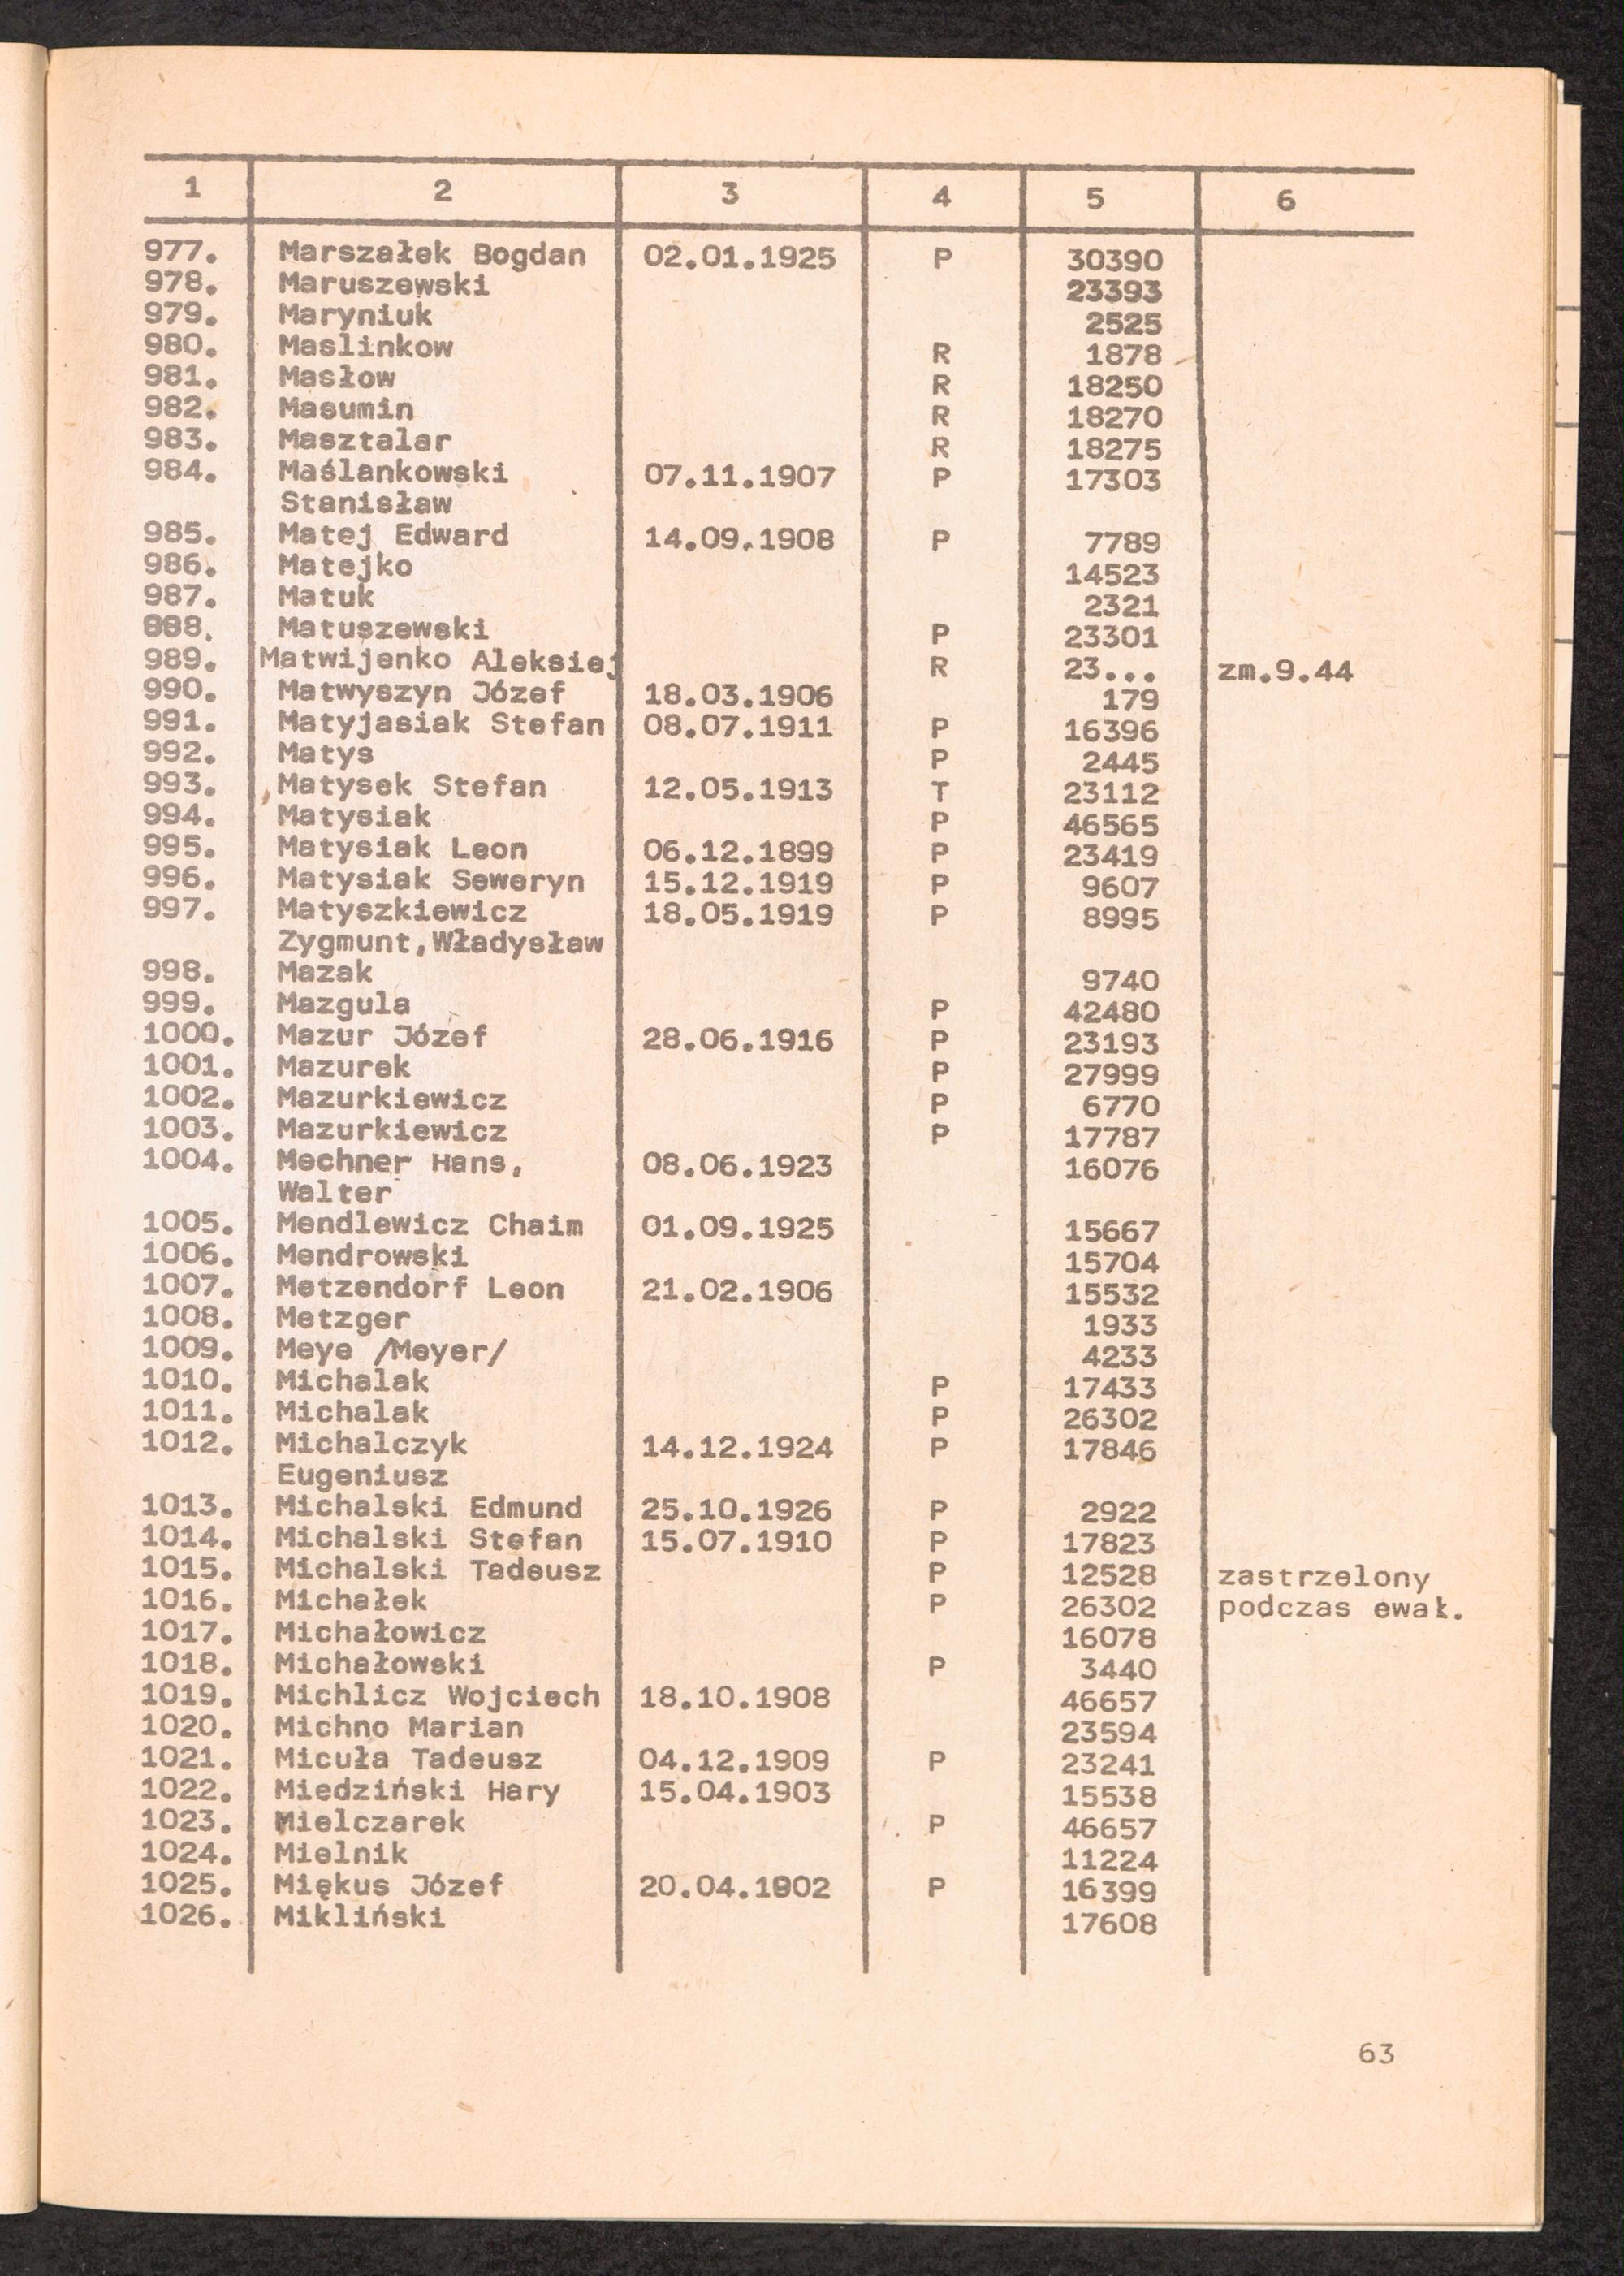 1 2 3 4 5 6
977. Marszałek Bogdan 02.01.1925 P 30390
978. Maruszewski 23393
979. Maryniuk 2525
980. Maslinkow R 1878
981. Masłow R 18250
982. Masumin R 18270
983. Masztalar R 18275
984. Maślankowski 07.11.1907 P 17303
Stanisław
985. Matej Edward 14.09.1908 P 7789
986. Matejko 14523
987. Matuk 2321
988. Matuszewski P 23301
989. Matwijenko Aleksiej R 23... zm.9.44
990. Matwyszyn Józef 18.03.1906 179
991. Matyjasiak Stefan 08.07.1911 P 16396
992. Matys P 2445
993. Matysek Stefan 12.05.1913 T 23112
994. Matysiak P 46565
995. Matysiak Leon 06.12.1899 P 23419
996. Matysiak Seweryn 15.12.1919 P 9607
997. Matyszkiewicz 18.05.1919 P 8995
Zygmunt,Władysław
998. Mazak 9740
999. Mazgula P 42480
1000. Mazur Józef 28.06.1916 P 23193
1001. Mazurek P 27999
1002. Mazurkiewicz P 6770
1003. Mazurkiewicz P 17787
1004. Mechner Hans, 08.06.1923 16076
Walter
1005. Mendlewicz Chaim 01.09.1925 15667
1006. Mendrowski 15704
1007. Metzendorf Leon 21.02.1906 15532
1008. Metzger 1933
1009. Meye /Meyer/ 4233
1010. Michalak P 17433
1011. Michalak P 26302
1012. Michalczyk 14.12.1924 P 17846
Eugeniusz
1013. Michalski Edmund 25.10.1926 P 2922
1014. Michalski Stefan 15.07.1910 P 17823
1015. Michalski Tadeusz P 12528 zastrzelony
1016. Michałek P 26302 podczas ewak.
1017. Michałowicz 16078
1018. Michałowski P 3440
1019. Michlicz Wojciech 18.10.1908 46657
1020. Michno Marian 23594
1021. Micuła Tadeusz 04.12.1909 P 23241
1022. Miedziński Hary 15.04.1903 15538
1023. Mielczarek P 46657
1024. Mielnik 11224
1025. Miękus Józef 20.04.1902 P 16399
1026. Mikliński 17608
63